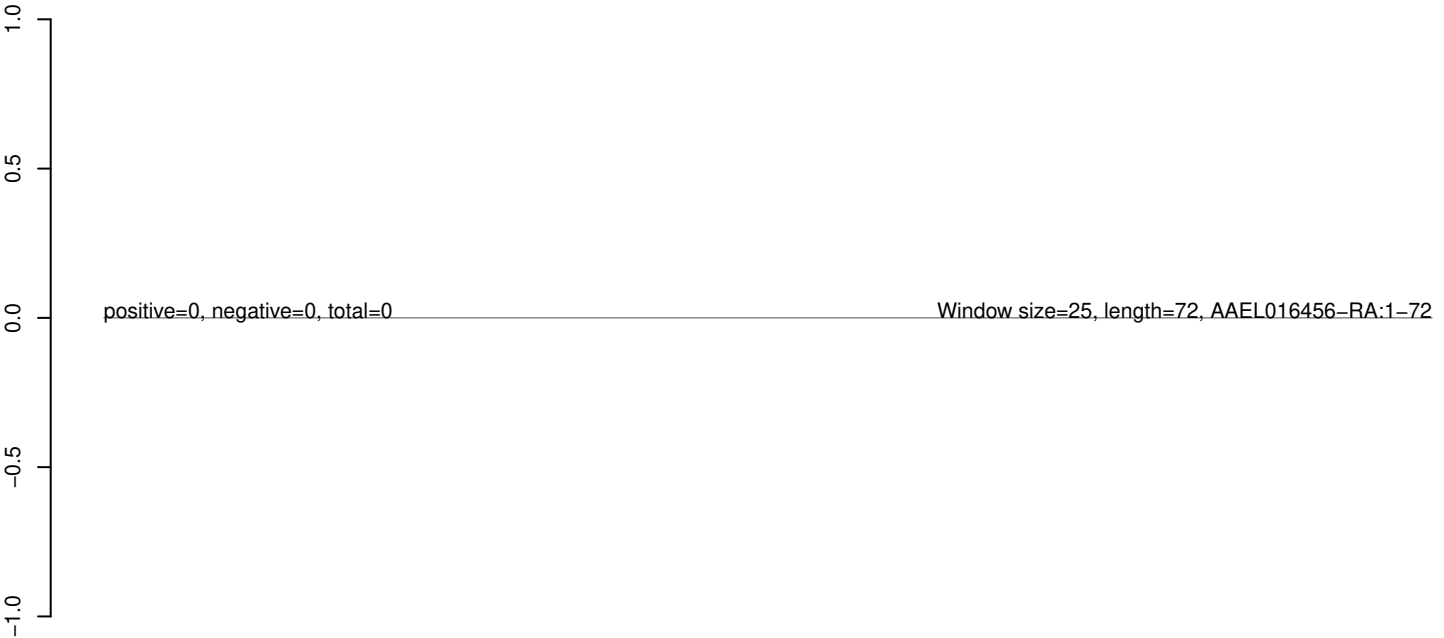 1.0
0.5
0.0
−0.5
−1.0
positive=0, negative=0, total=0
Window size=25, length=72, AAEL016456−RA:1−72